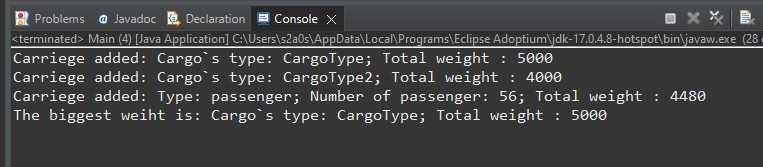 Problems Javadoc Declaration Console
<terminated> Main (4) [Java Application] C:\Users\s2a0s\AppData\Local\Programs\Eclipse Adoptium\jdk-17.0.4.8-hotspot\bin\javaw.exe (28
Carriege added: Cargo`s type: CargoType; Total weight : 5000
Carriege added: Cargo`s type: CargoType2; Total weight : 4000
Carriege added: Type: passenger; Number of passenger: 56; Total weight : 4480
The biggest weiht is: Cargo`s type: CargoType; Total weight : 5000